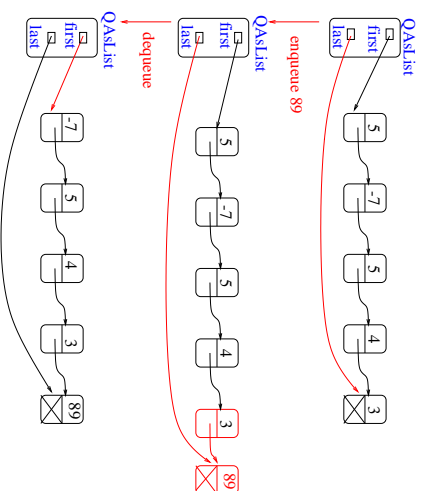 QAsList
first
5 -7 5 4 3
last
enqueue 89
QAsList
first
5 -7 5 4 3 89
last
dequeue
QAsList
first
-7 5 4 3 89
last